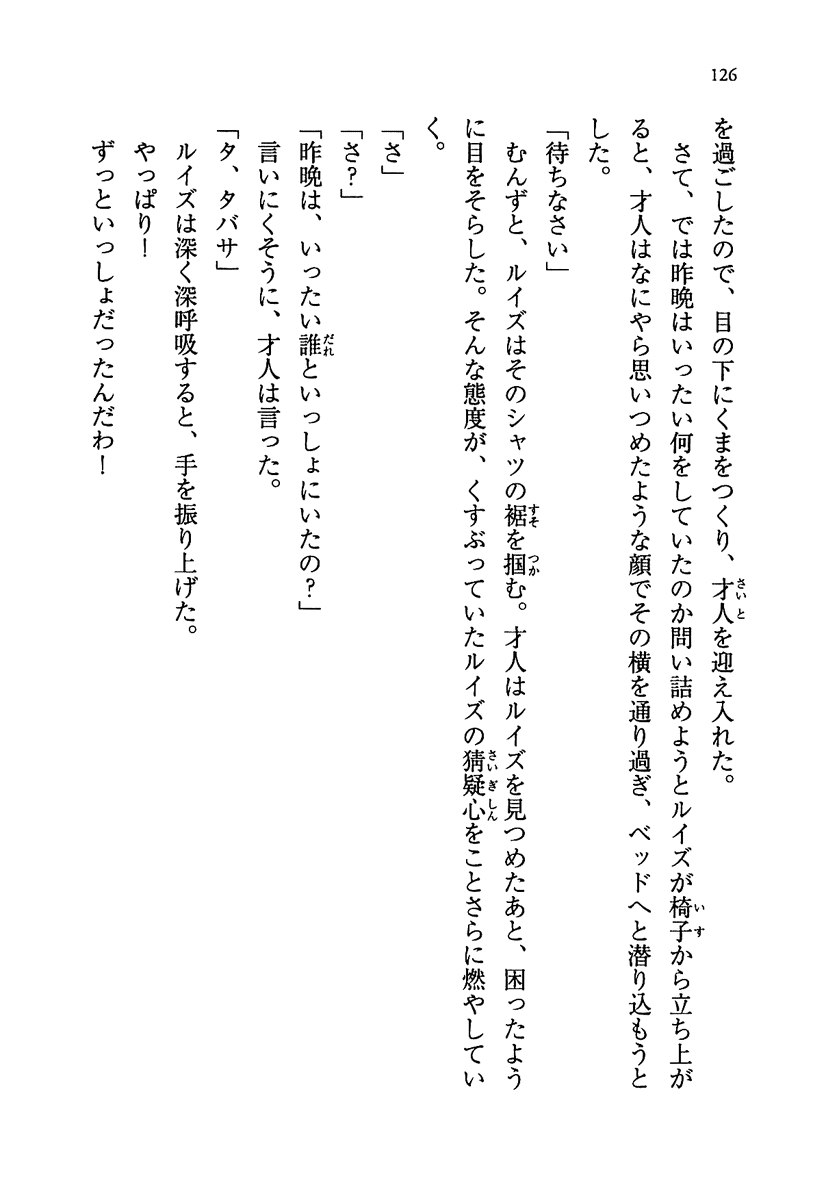 126
を過ごしたので、目の下にくまをつくり、才人を迎え入れた。
さて、では昨晩はいったい何をしていたのか問い詰めようとルイズが椅子から立ち上が
ると、才人はなにやら思いつめたような顔でその横を通り過ぎ、ベッドへと潜り込もうと
した。
「待ちなさい」
むんずと、ルイズはそのシャツの裾を掴む。才人はルイズを見つめたあと、困ったよう
に目をそらした。そんな態度が、くすぶっていたルイズの猜疑心をことさらに燃やしてい
く。
「さ」
「さ？」
「昨晩は、いったい誰といっしょにいたの？」
言いにくそうに、才人は言った。
「タ、タバサ」
ルイズは深く深呼吸すると、手を振り上げた。
やっぱり！
ずっといっしょだったんだわ！